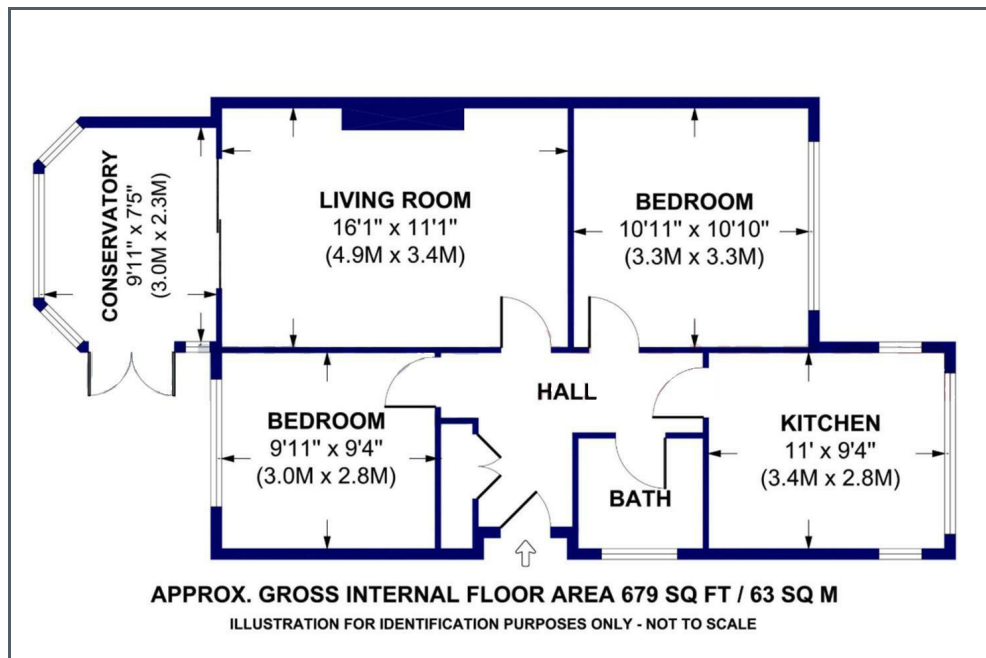 CONSERVATORY
9'11" x 7'5"
(3.0M x 2.3M)
LIVING ROOM
16'1" x 11'1"
(4.9M x 3.4M)
BEDROOM
10'11" x 10'10"
(3.3M x 3.3M)
HALL
BEDROOM
9'11" x 9'4"
(3.0M x 2.8M)
KITCHEN
11' x 9'4"
(3.4M x 2.8M)
BATH
APPROX. GROSS INTERNAL FLOOR AREA 679 SQ FT / 63 SQ M
ILLUSTRATION FOR IDENTIFICATION PURPOSES ONLY - NOT TO SCALE